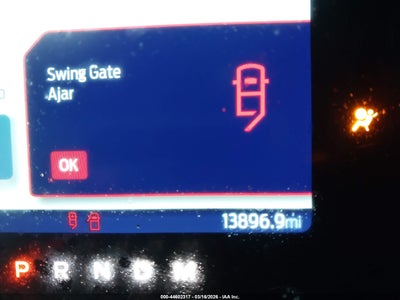 Swing Gate
Ajar
OK
13896.9mi
P R N D M
000-44602317 - 03/16/2026 - IAA Inc.